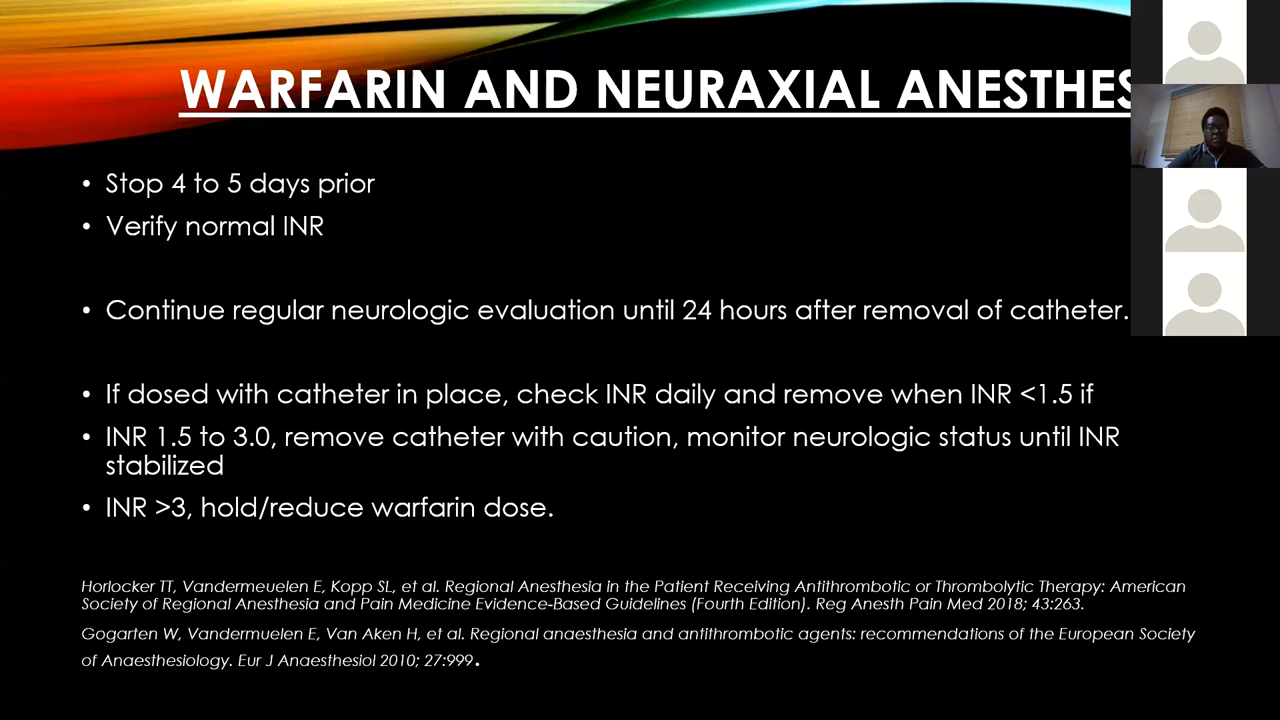 WARFARIN AND NEURAXIAL ANESTHES
• Stop 4 to 5 days prior
• Verify normal INR
• Continue regular neurologic evaluation until 24 hours after removal of catheter.
• If dosed with catheter in place, check INR daily and remove when INR <1.5 if
• INR 1.5 to 3.0, remove catheter with caution, monitor neurologic status until INR
stabilized
• INR >3, hold/reduce warfarin dose.
Horlocker TT, Vandermeuelen E, Kopp SL, et al. Regional Anesthesia in the Patient Receiving Antithrombotic or Thrombolytic Therapy: American
Society of Regional Anesthesia and Pain Medicine Evidence-Based Guidelines (Fourth Edition). Reg Anesth Pain Med 2018; 43:263.
Gogarten W, Vandermuelen E, Van Aken H, et al. Regional anaesthesia and antithrombotic agents: recommendations of the European Society
of Anaesthesiology. Eur J Anaesthesiol 2010; 27:999.